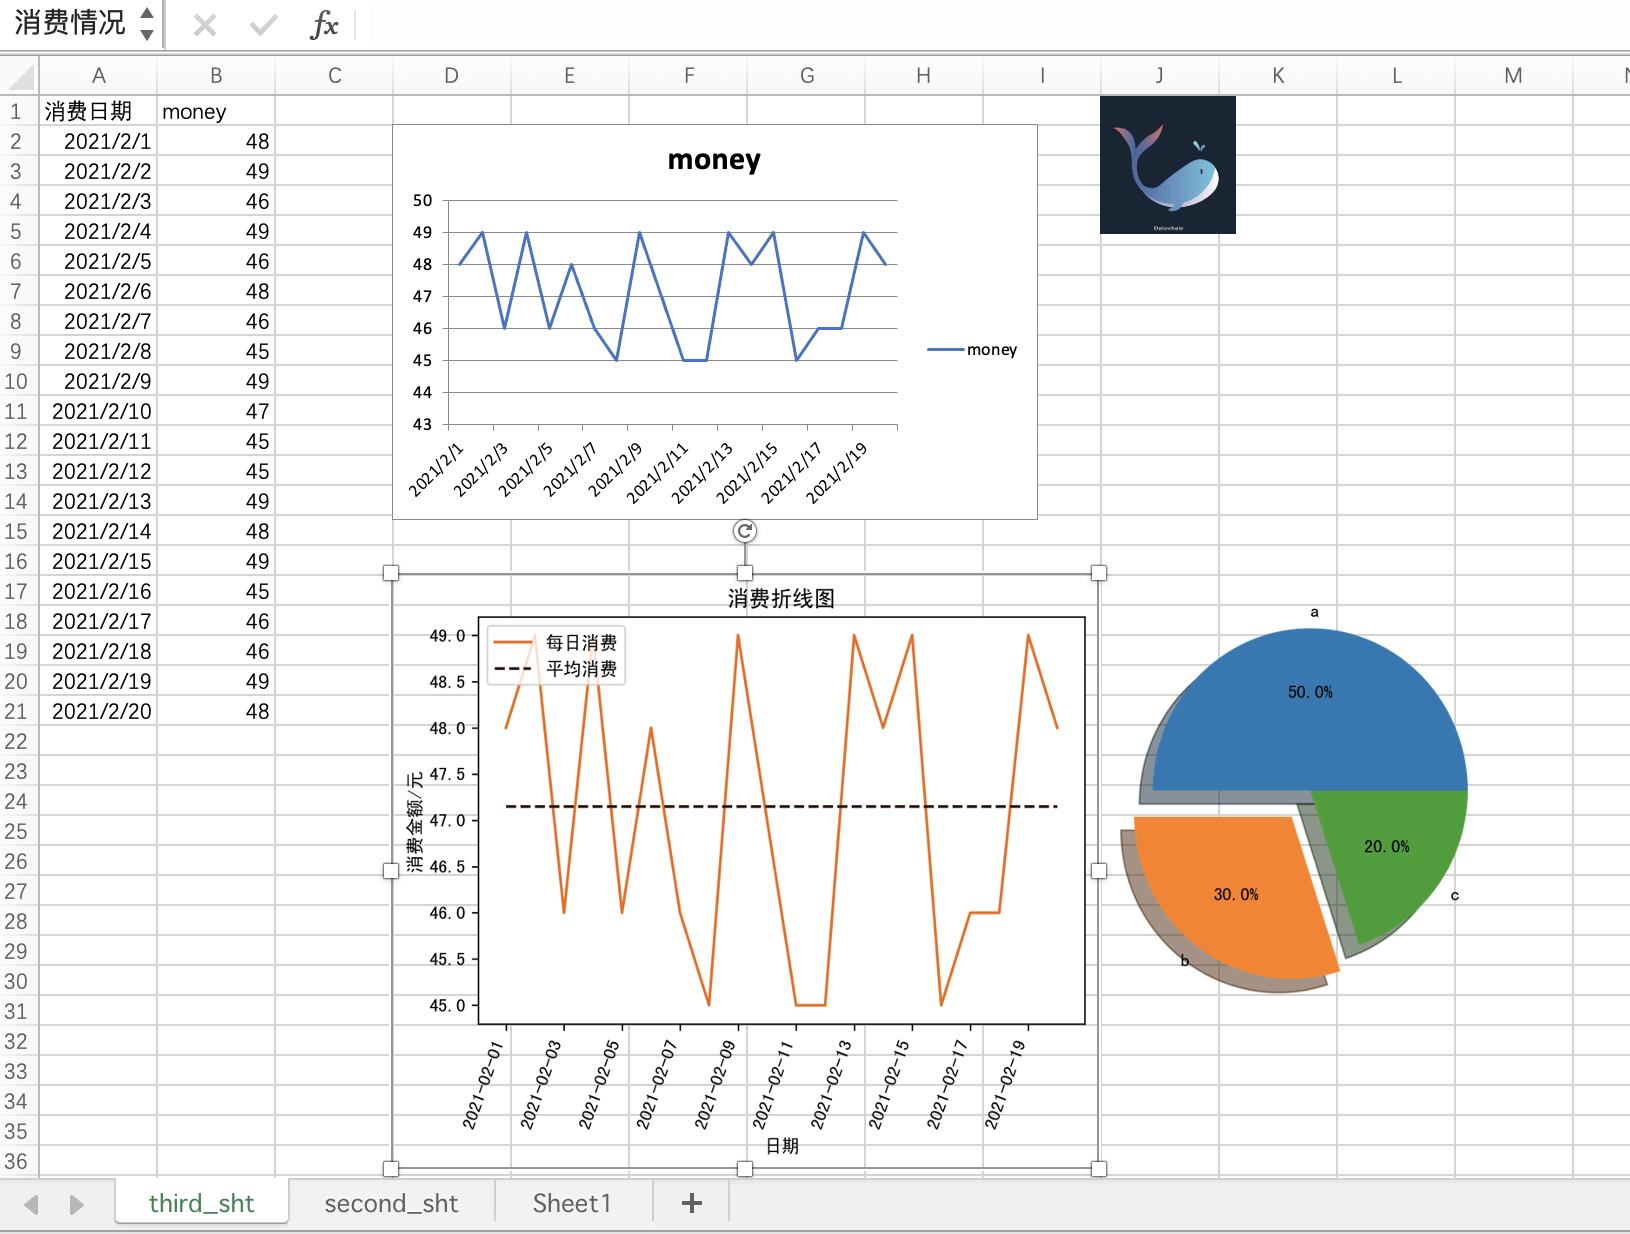 消费情况
fx
A B C D E F G H I J K L M N
1 消费日期 money
2 2021/2/1 48
3 2021/2/2 49
4 2021/2/3 46
5 2021/2/4 49
6 2021/2/5 46
7 2021/2/6 48
8 2021/2/7 46
9 2021/2/8 45
10 2021/2/9 49
11 2021/2/10 47
12 2021/2/11 45
13 2021/2/12 45
14 2021/2/13 49
15 2021/2/14 48
16 2021/2/15 49
17 2021/2/16 45
18 2021/2/17 46
19 2021/2/18 46
20 2021/2/19 49
21 2021/2/20 48
22
23
24
25
26
27
28
29
30
31
32
33
34
35
36
money
50
49
48
47
46
45
44
43
2021/2/1 2021/2/3 2021/2/5 2021/2/7 2021/2/9 2021/2/11 2021/2/13 2021/2/15 2021/2/17 2021/2/19
money
Datawhale
消费折线图
每日消费
平均消费
消费金额/元
49.0
48.5
48.0
47.5
47.0
46.5
46.0
45.5
45.0
2021-02-01 2021-02-03 2021-02-05 2021-02-07 2021-02-09 2021-02-11 2021-02-13 2021-02-15 2021-02-17 2021-02-19
日期
a
50.0%
20.0%
30.0%
c
b
third_sht second_sht Sheet1 +